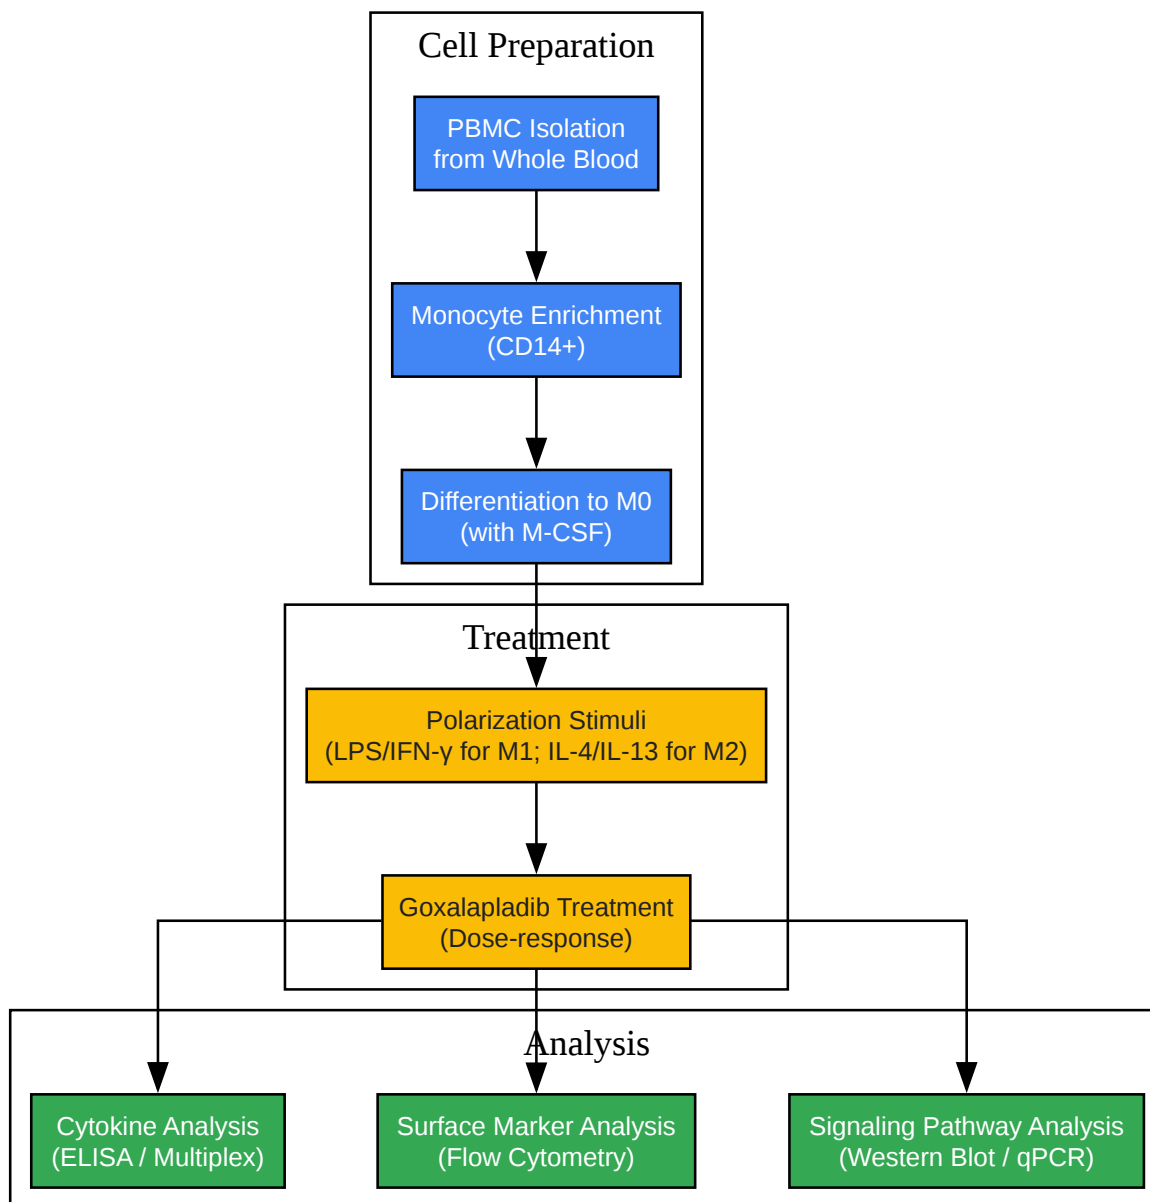 Cell Preparation
PBMC Isolation
from Whole Blood
Monocyte Enrichment
(CD14+)
Differentiation to M0
(with M-CSF)
Treatment
Polarization Stimuli
(LPS/IFN-γ for M1; IL-4/IL-13 for M2)
Goxalapladib Treatment
(Dose-response)
Analysis
Cytokine Analysis
(ELISA / Multiplex)
Surface Marker Analysis
(Flow Cytometry)
Signaling Pathway Analysis
(Western Blot / qPCR)